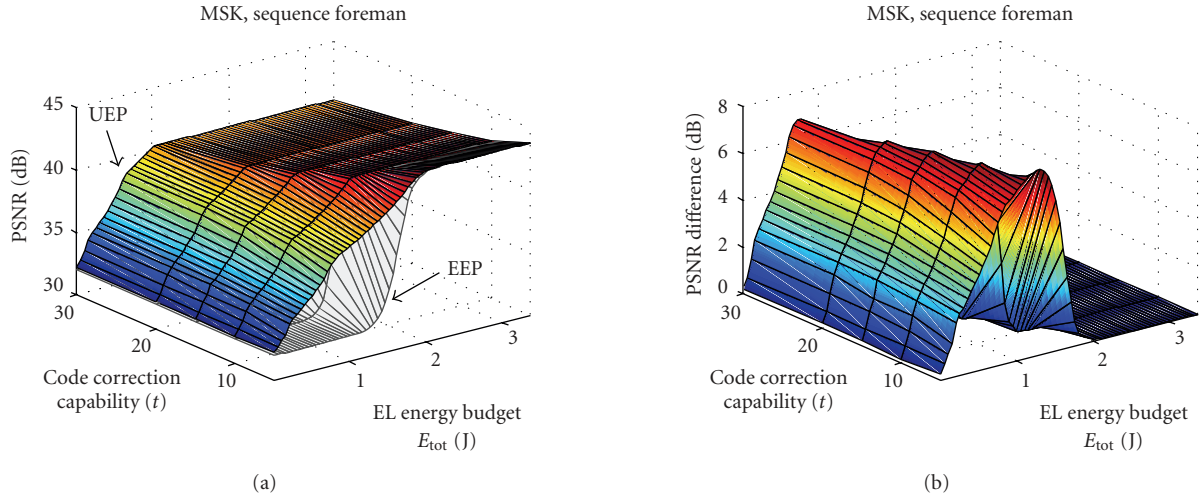 MSK, sequence foreman
45
40
35
30
PSNR (dB)
UEP
EEP
30
20
10
Code correction
capability (t)
1
2
3
EL energy budget
E_tot (J)
(a)
MSK, sequence foreman
8
6
4
2
0
PSNR difference (dB)
30
20
10
Code correction
capability (t)
1
2
3
EL energy budget
E_tot (J)
(b)